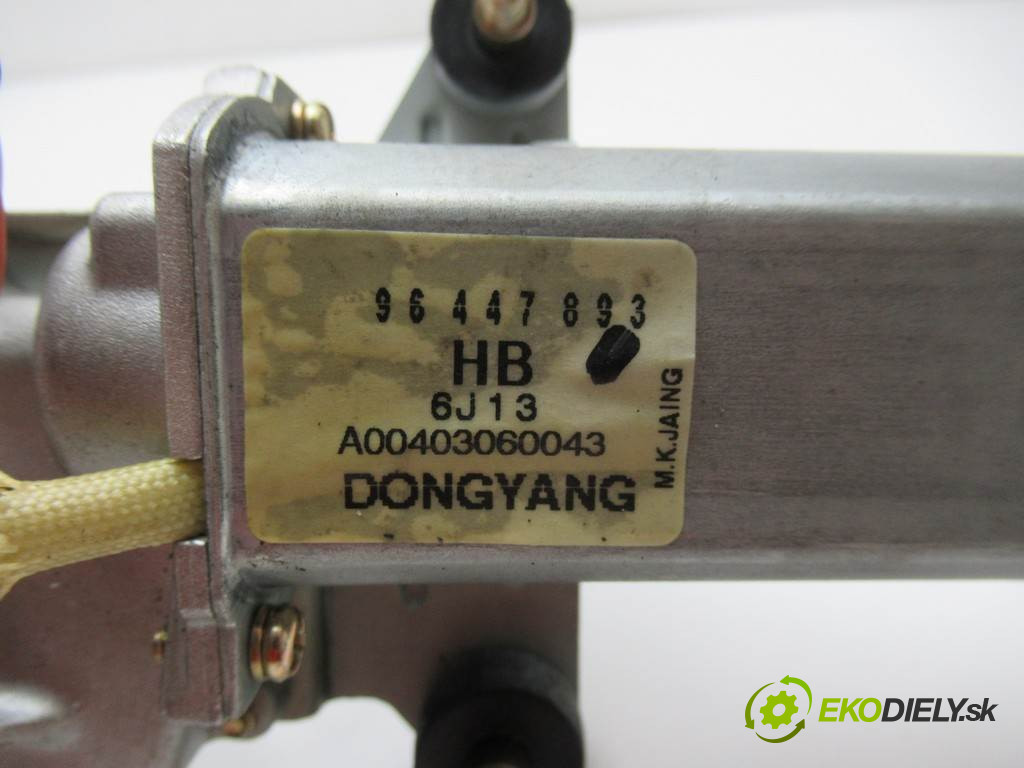 96447893
HB
6J13
A00403060043
DONGYANG
M.K.JAING
EKODIELY.sk